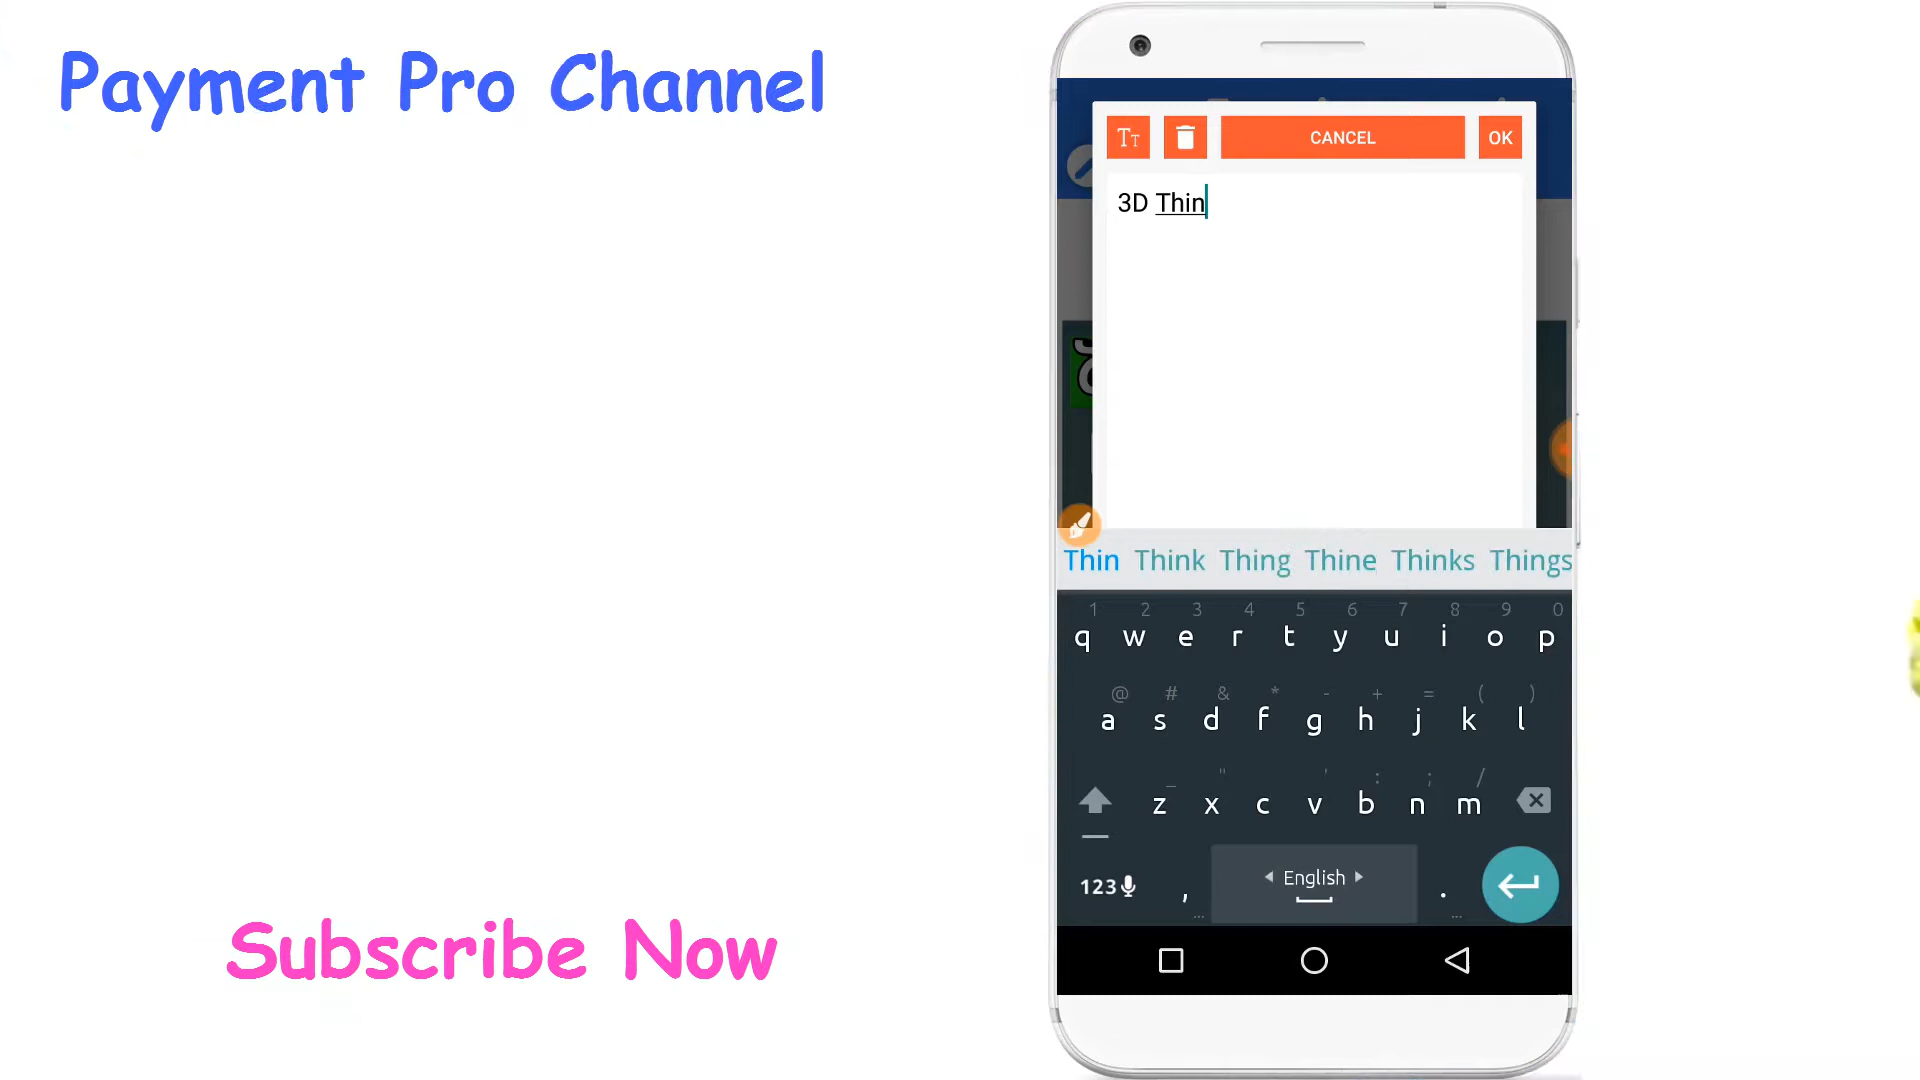 Payment Pro Channel
Tт CANCEL OK
3D Thin
Thin Think Thing Thine Thinks Things
1 2 3 4 5 6 7 8 9 0
q w e r t y u i o p
@ # & * - + = ( )
a s d f g h j k l
_ " ' : ; /
z x c v b n m
123 , English .
Subscribe Now